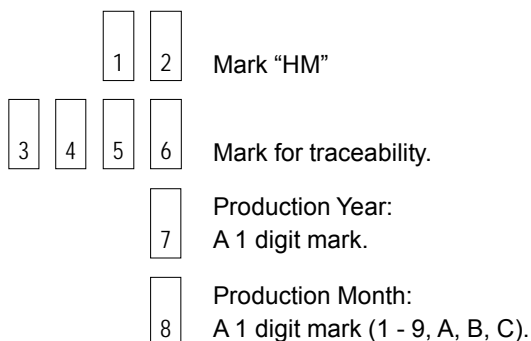 1 2 Mark “HM”
3 4 5 6 Mark for traceability.
Production Year:
7 A 1 digit mark.
Production Month:
8 A 1 digit mark (1 - 9, A, B, C).